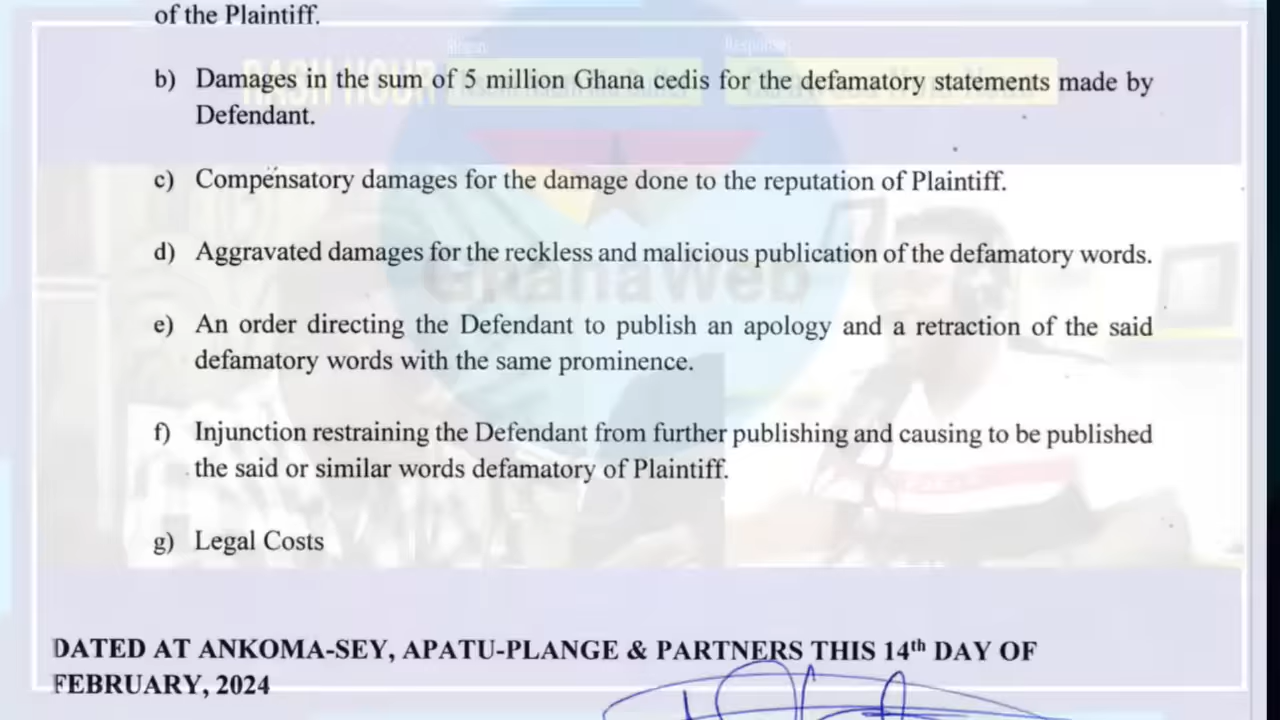 of the Plaintiff.
b) Damages in the sum of 5 million Ghana cedis for the defamatory statements made by
Defendant.
c) Compensatory damages for the damage done to the reputation of Plaintiff.
d) Aggravated damages for the reckless and malicious publication of the defamatory words.
GhanaWeb
e) An order directing the Defendant to publish an apology and a retraction of the said
defamatory words with the same prominence.
f) Injunction restraining the Defendant from further publishing and causing to be published
the said or similar words defamatory of Plaintiff.
g) Legal Costs
DATED AT ANKOMA-SEY, APATU-PLANGE & PARTNERS THIS 14th DAY OF
FEBRUARY, 2024